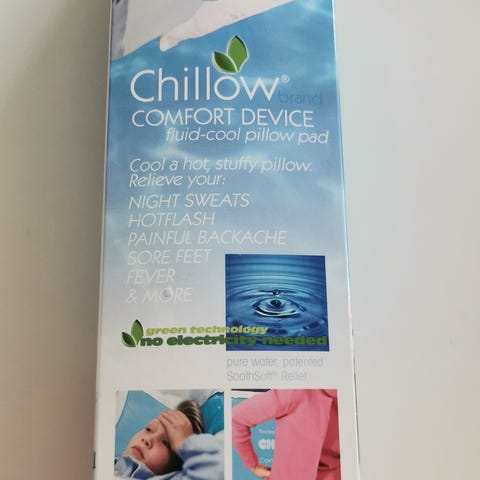 Chillow® brand
COMFORT DEVICE
fluid-cool pillow pad
Cool a hot, stuffy pillow.
Relieve your:
NIGHT SWEATS
HOTFLASH
PAINFUL BACKACHE
SORE FEET
FEVER
& MORE
green technology
no electricity needed
pure water, patented
SoothSoft® Relief
CH